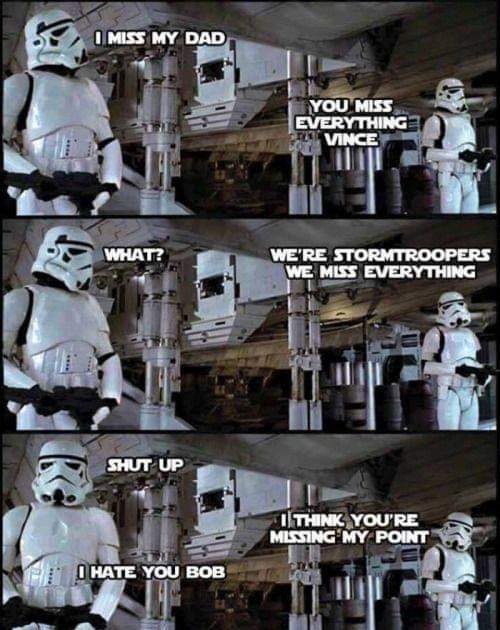 I MISS MY DAD
YOU MISS
EVERYTHING
VINCE
WHAT?
WE'RE STORMTROOPERS
WE MISS EVERYTHING
SHUT UP
I THINK YOU'RE
MISSING MY POINT
I HATE YOU BOB